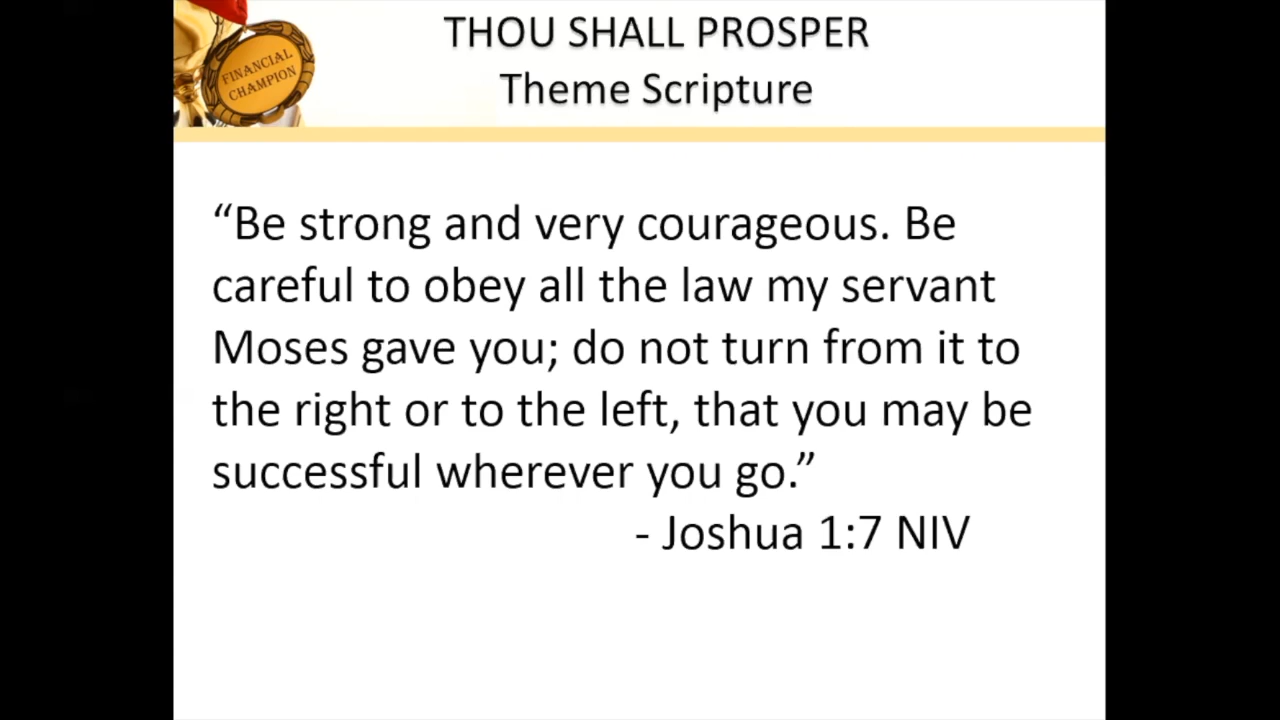 THOU SHALL PROSPER
Theme Scripture
FINANCIAL
CHAMPION
“Be strong and very courageous. Be
careful to obey all the law my servant
Moses gave you; do not turn from it to
the right or to the left, that you may be
successful wherever you go.”
- Joshua 1:7 NIV